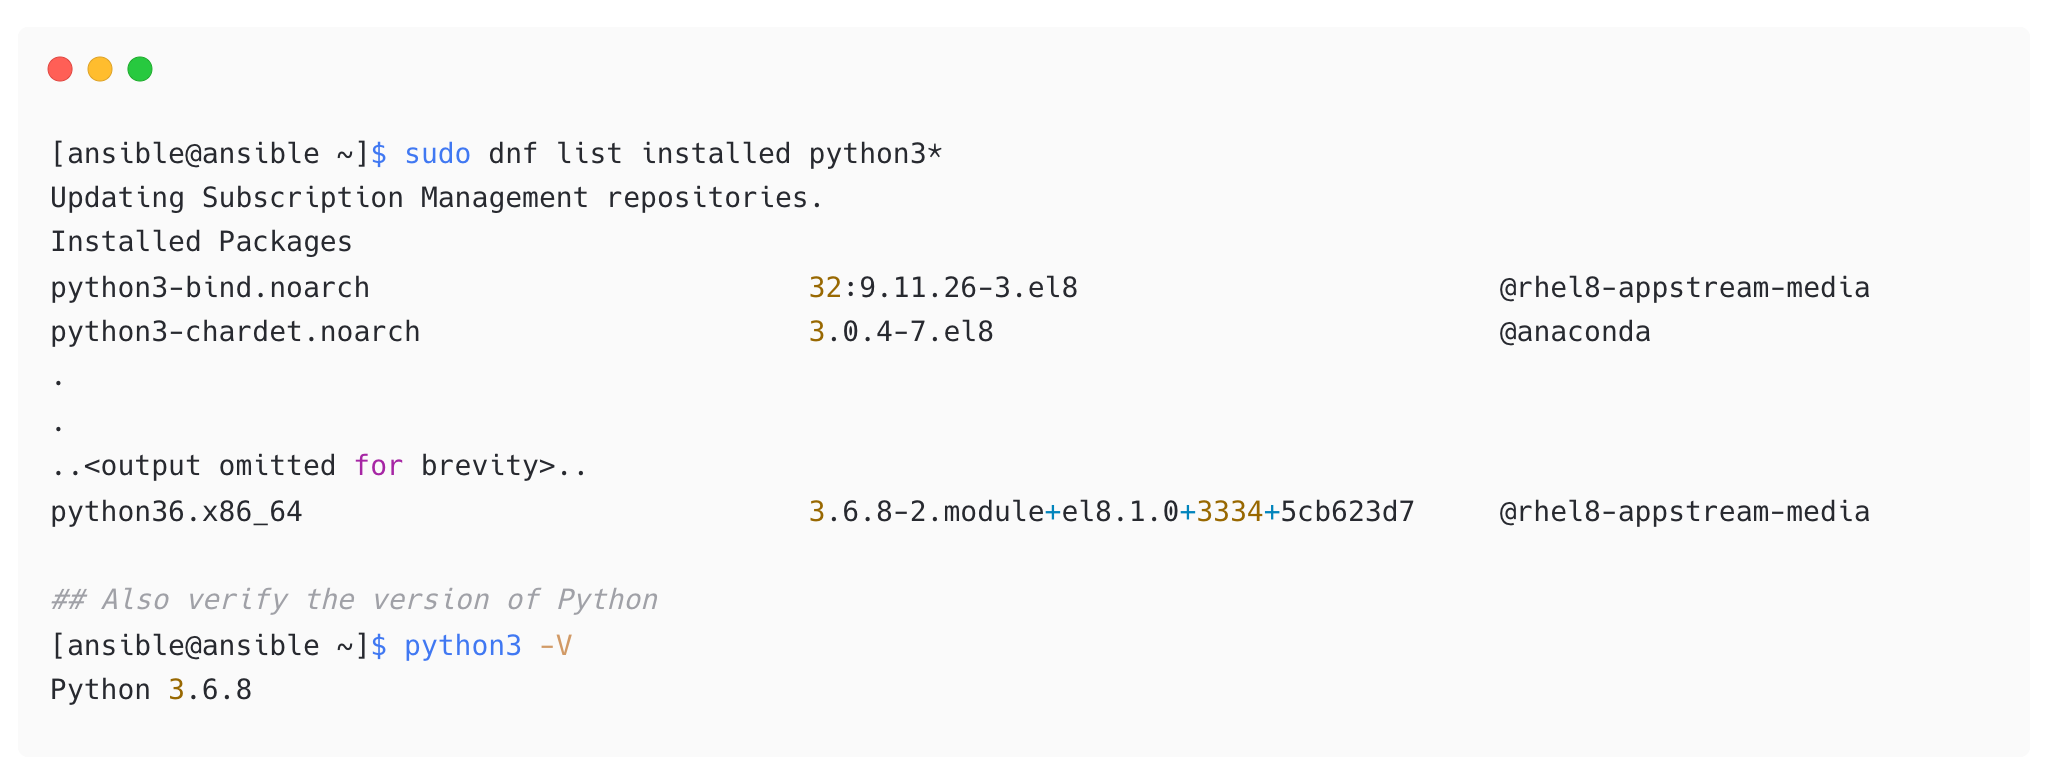 [ansible@ansible ~]$ sudo dnf list installed python3*
Updating Subscription Management repositories.
Installed Packages
python3-bind.noarch                          32:9.11.26-3.el8                         @rhel8-appstream-media
python3-chardet.noarch                       3.0.4-7.el8                              @anaconda
.
.
..<output omitted for brevity>..
python36.x86_64                              3.6.8-2.module+el8.1.0+3334+5cb623d7     @rhel8-appstream-media

## Also verify the version of Python
[ansible@ansible ~]$ python3 -V
Python 3.6.8